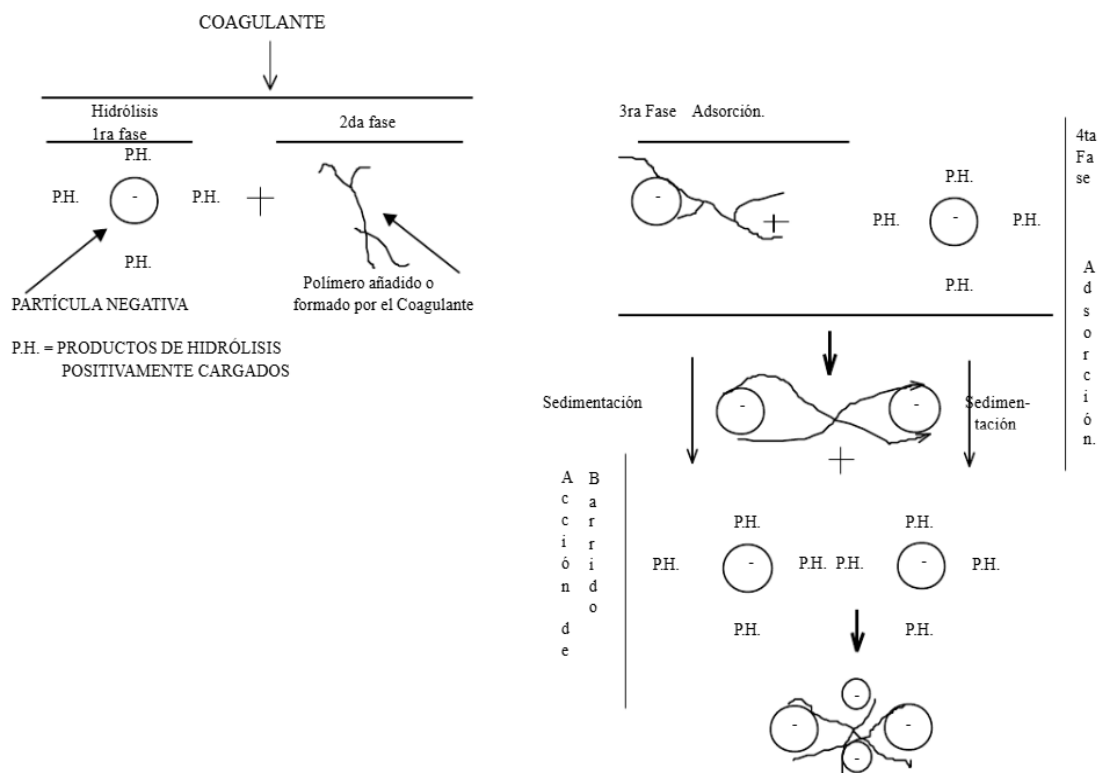 COAGULANTE
Hidrólisis
1ra fase
2da fase
P.H.
P.H.
-
P.H.
P.H.
PARTÍCULA NEGATIVA
Polímero añadido o
formado por el Coagulante
P.H. = PRODUCTOS DE HIDRÓLISIS
POSITIVAMENTE CARGADOS
3ra Fase Adsorción.
-
+
P.H.
P.H.
-
P.H.
P.H.
4ta
Fa
se
A
d
s
o
r
c
i
ó
n.
Sedimentación
-
-
Sedimen-
tación
A
c
c
i
ó
n
d
e
B
a
r
r
i
d
o
P.H.
P.H.
P.H.
-
P.H. P.H.
-
P.H.
P.H.
P.H.
-
-
-
-